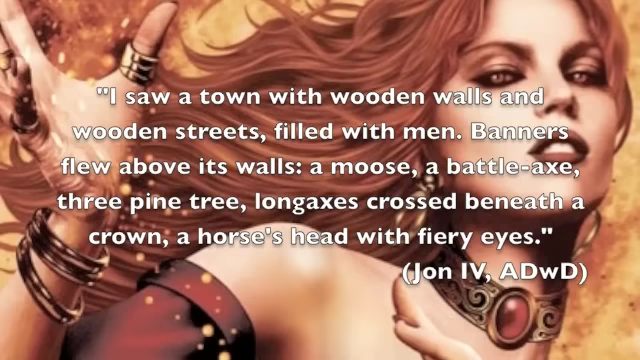 "I saw a town with wooden walls and
wooden streets, filled with men. Banners
flew above its walls: a moose, a battle-axe,
three pine tree, longaxes crossed beneath a
crown, a horse's head with fiery eyes."
(Jon IV, ADwD)